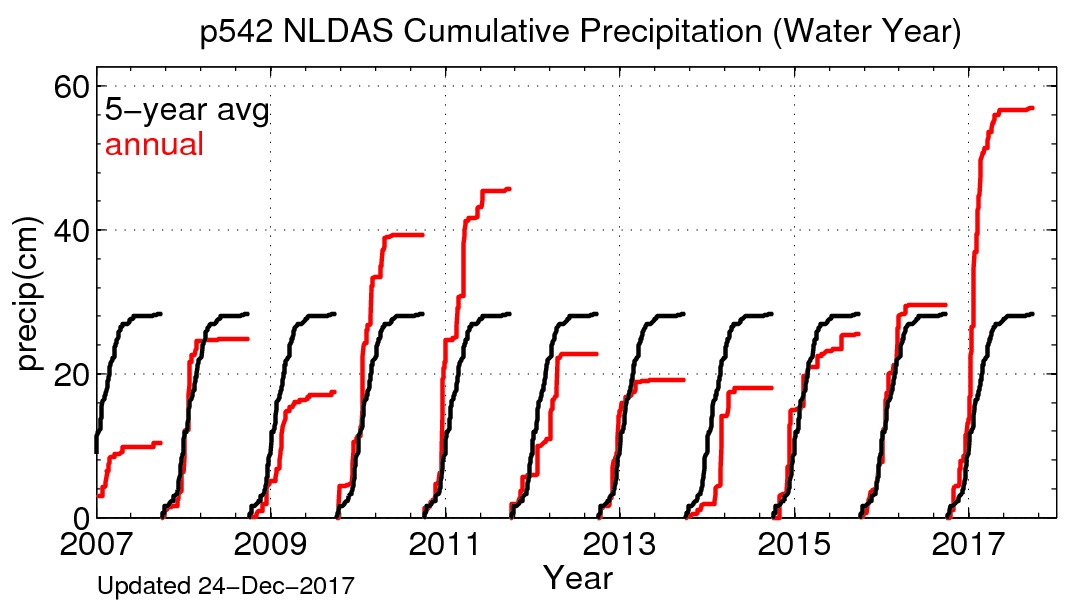 p542 NLDAS Cumulative Precipitation (Water Year)
60
5−year avg
annual
40
precip(cm)
20
0
2007 2009 2011 2013 2015 2017
Year
Updated 24−Dec−2017